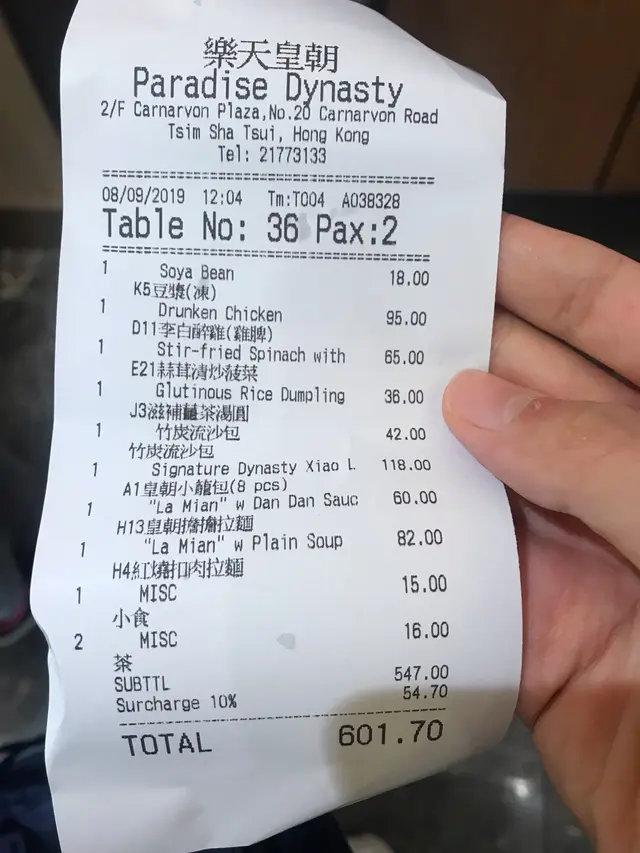 樂天皇朝
Paradise Dynasty
2/F Carnarvon Plaza,No.20 Carnarvon Road
Tsim Sha Tsui, Hong Kong
Tel: 21773133
08/09/2019 12:04 Tm:T004 A038328
Table No: 36 Pax:2
1 Soya Bean 18.00
K5豆漿(凍)
1 Drunken Chicken 95.00
D11李白醉雞(雞髀)
1 Stir-fried Spinach with 65.00
E21蒜茸清炒菠菜
1 Glutinous Rice Dumpling 36.00
J3滋補薑茶湯圓
1 竹炭流沙包 42.00
竹炭流沙包
1 Signature Dynasty Xiao L 118.00
A1皇朝小籠包(8 pcs)
1 "La Mian" w Dan Dan Sauc 60.00
H13皇朝擔擔拉麵
1 "La Mian" w Plain Soup 82.00
H4紅燒扣肉拉麵
1 MISC 15.00
小食
2 MISC 16.00
茶
SUBTTL 547.00
Surcharge 10% 54.70
TOTAL 601.70